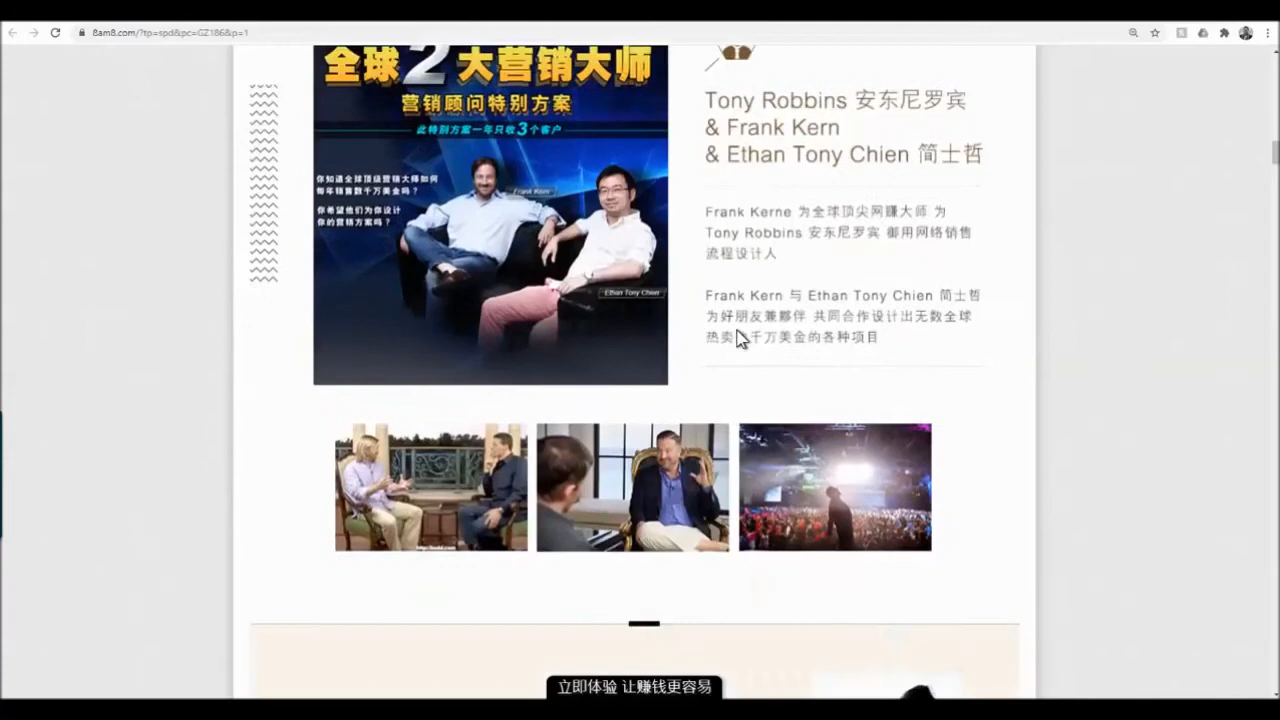 8am8.com/?tp=spd&pc=GZ186&p=1
全球2大营销大师
营销顾问特别方案
此特别方案一年只收3个客户
你知道全球顶级营销大师如何
每年销售数千万美金吗？
你希望他们为你设计
你的营销方案吗？
Frank Kern
Ethan Tony Chien
Tony Robbins 安东尼罗宾
& Frank Kern
& Ethan Tony Chien 简士哲
Frank Kerne 为全球顶尖网赚大师 为
Tony Robbins 安东尼罗宾 御用网络销售
流程设计人
Frank Kern 与 Ethan Tony Chien 简士哲
为好朋友兼夥伴 共同合作设计出无数全球
热卖千万美金的各种项目
立即体验 让赚钱更容易